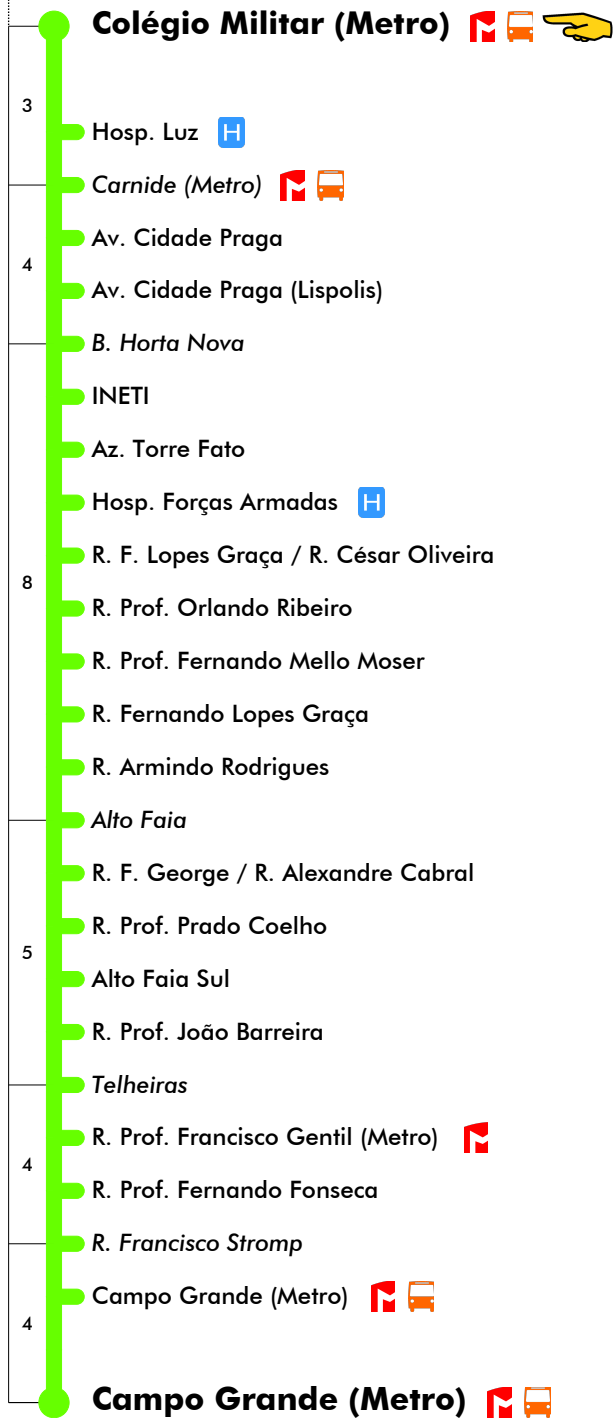 Colégio Militar (Metro)
3
Hosp. Luz H
Carnide (Metro)
Av. Cidade Praga
4
Av. Cidade Praga (Lispolis)
B. Horta Nova
INETI
Az. Torre Fato
Hosp. Forças Armadas H
R. F. Lopes Graça / R. César Oliveira
8
R. Prof. Orlando Ribeiro
R. Prof. Fernando Mello Moser
R. Fernando Lopes Graça
R. Armindo Rodrigues
Alto Faia
R. F. George / R. Alexandre Cabral
R. Prof. Prado Coelho
5
Alto Faia Sul
R. Prof. João Barreira
Telheiras
R. Prof. Francisco Gentil (Metro)
4
R. Prof. Fernando Fonseca
R. Francisco Stromp
Campo Grande (Metro)
4
Campo Grande (Metro)